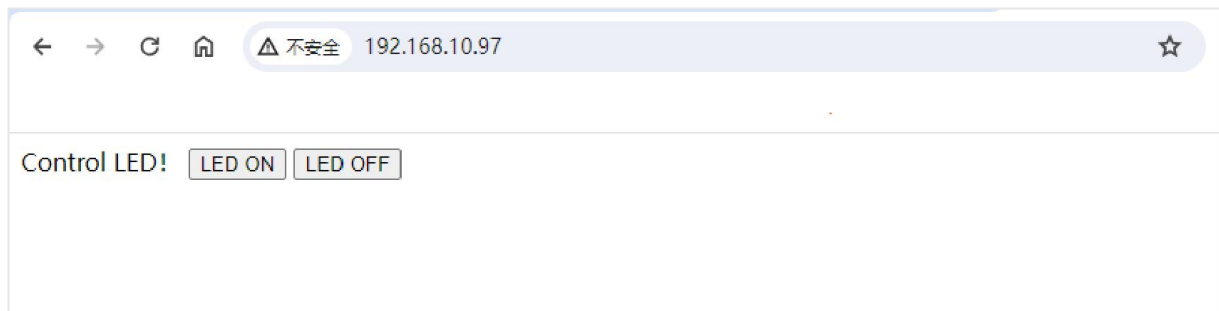 不安全 192.168.10.97
Control LED! LED ON LED OFF